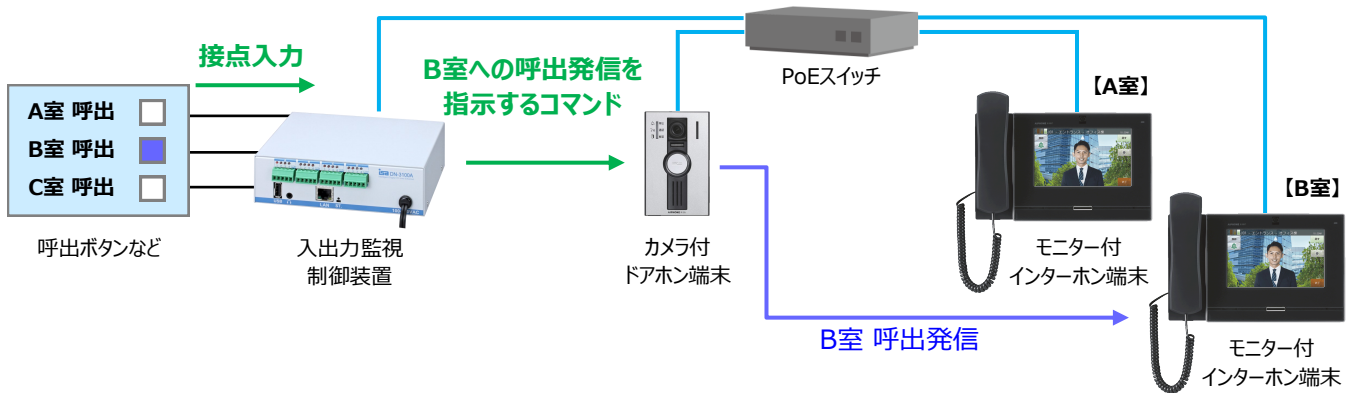 接点入力
B室への呼出発信を
指示するコマンド
PoEスイッチ
【A室】
A室 呼出
B室 呼出
C室 呼出
【B室】
呼出ボタンなど
入出力監視
制御装置
カメラ付
ドアホン端末
モニター付
インターホン端末
B室 呼出発信
モニター付
インターホン端末
ise DN-3100R
USB
LAN